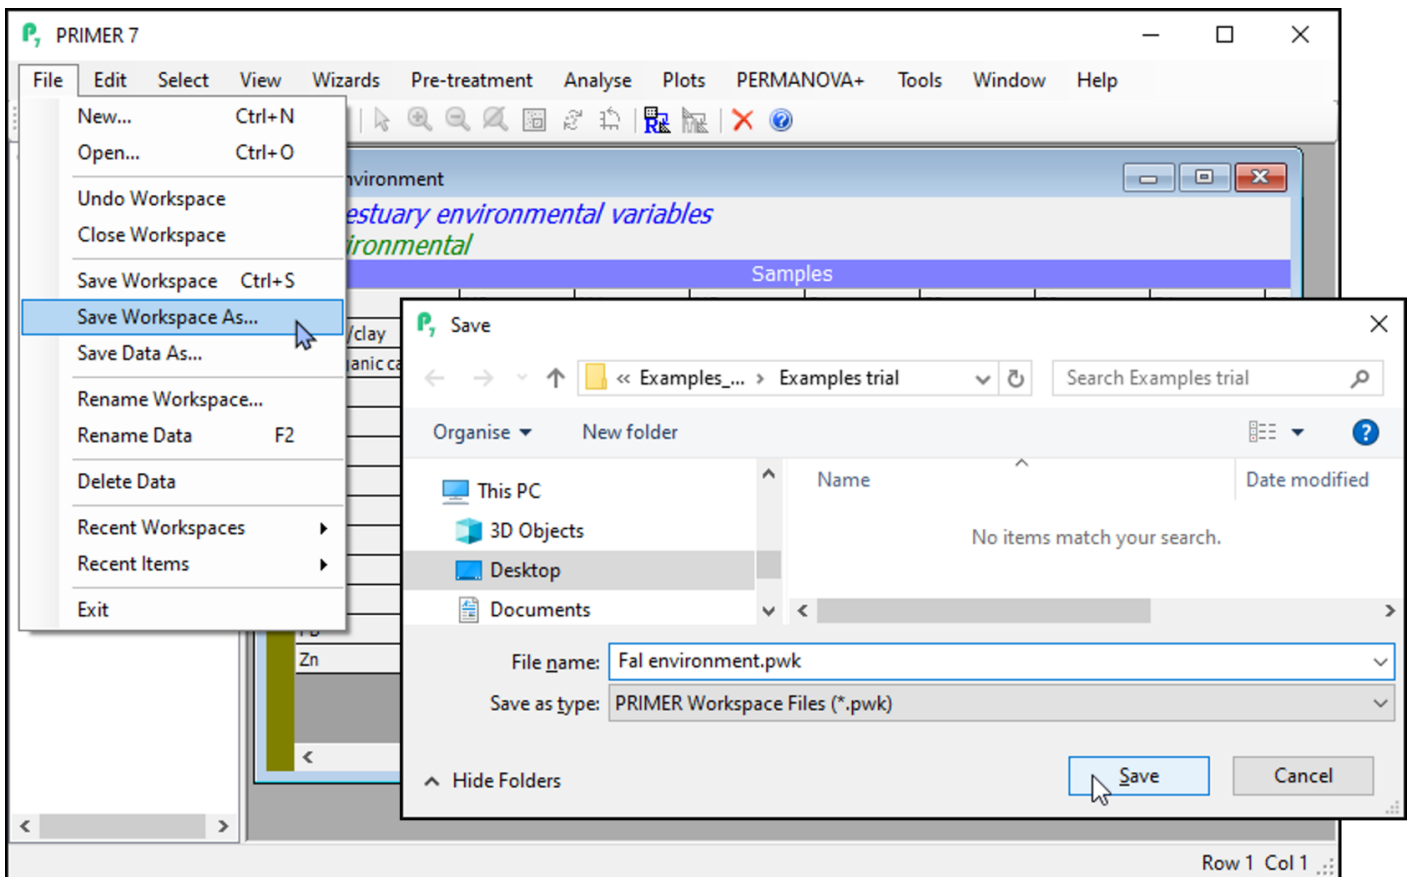 PRIMER 7
File Edit Select View Wizards Pre-treatment Analyse Plots PERMANOVA+ Tools Window Help
New... Ctrl+N
Open... Ctrl+O
Undo Workspace
Close Workspace
Save Workspace Ctrl+S
Save Workspace As...
Save Data As...
Rename Workspace...
Rename Data F2
Delete Data
Recent Workspaces
Recent Items
Exit
nvironment
estuary environmental variables
ironmental
Samples
/clay
anic ca
Zn
Save
« Examples_... > Examples trial
Search Examples trial
Organise
New folder
This PC
3D Objects
Desktop
Documents
Name Date modified
No items match your search.
File name: Fal environment.pwk
Save as type: PRIMER Workspace Files (*.pwk)
Hide Folders
Save Cancel
Row 1 Col 1